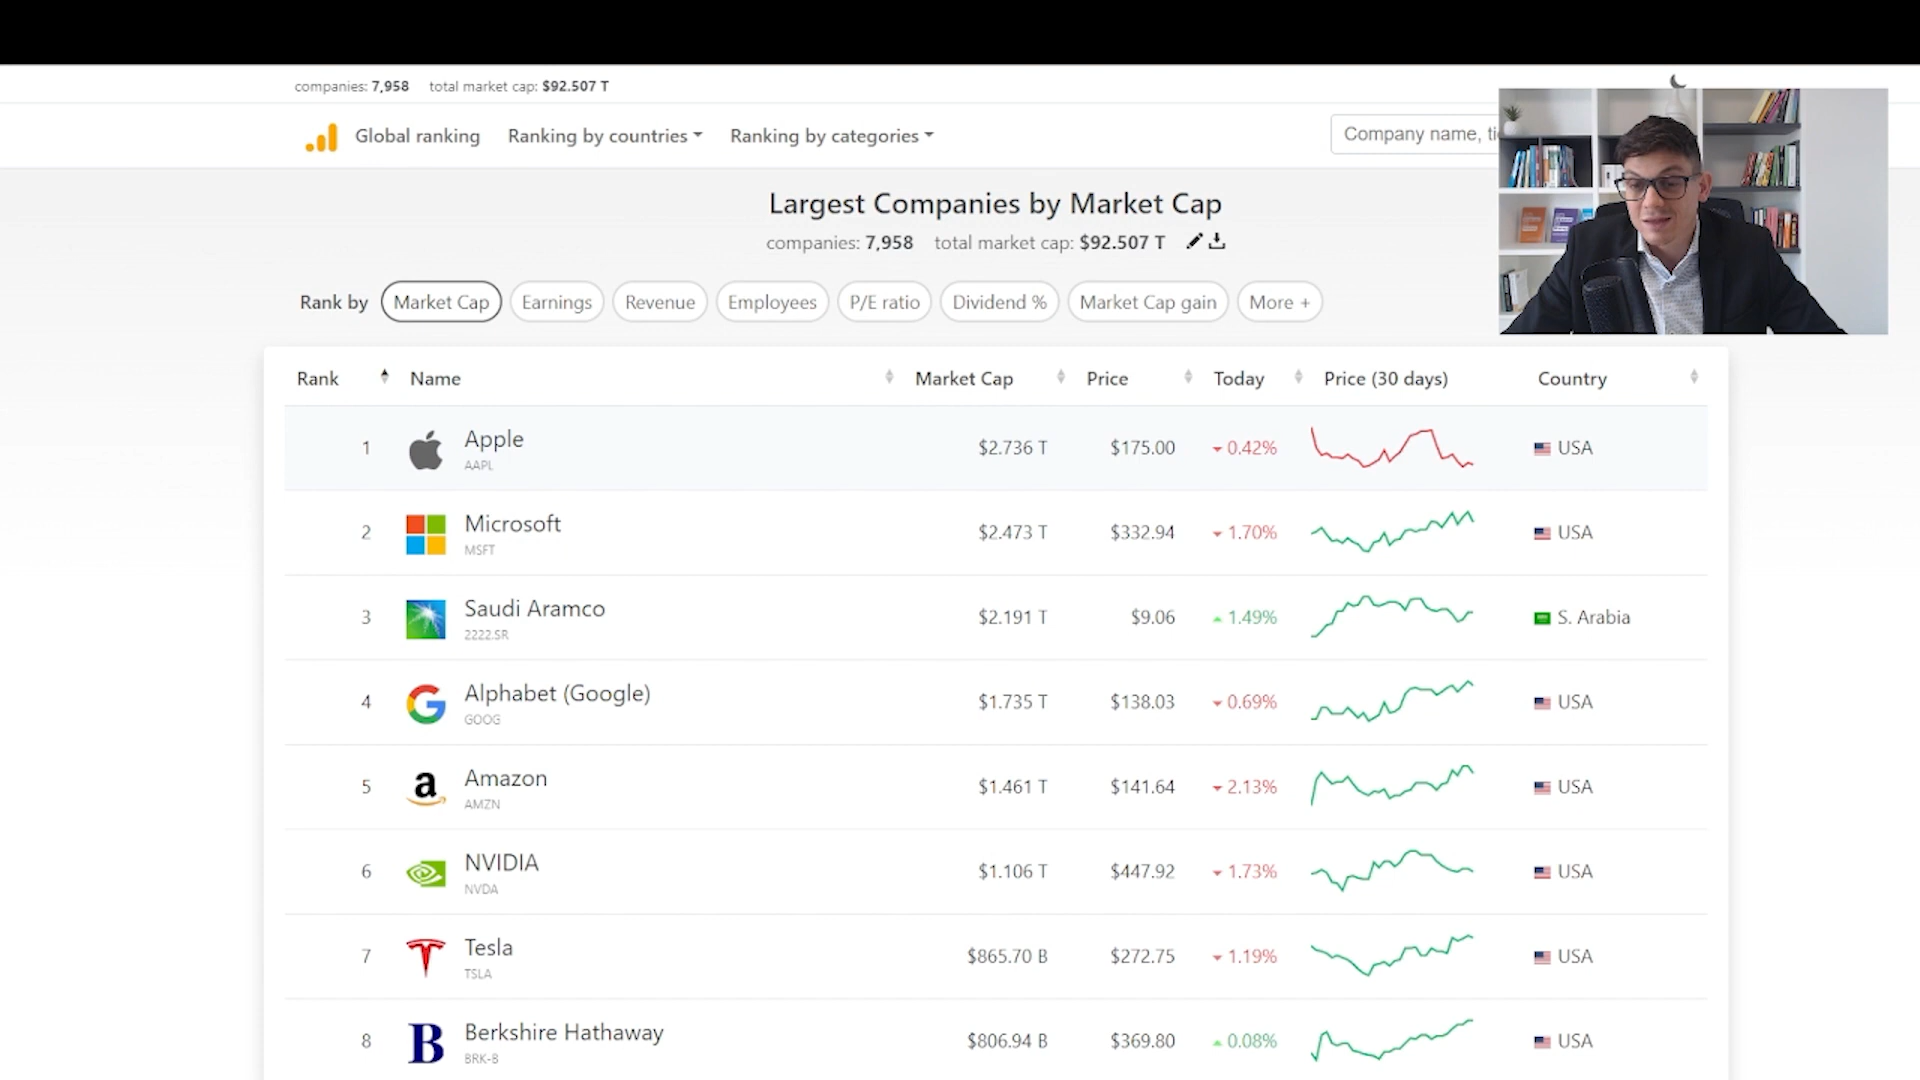 companies: 7,958 total market cap: $92.507 T
Global ranking Ranking by countries Ranking by categories Company name, ti
Largest Companies by Market Cap
companies: 7,958 total market cap: $92.507 T
Rank by Market Cap Earnings Revenue Employees P/E ratio Dividend % Market Cap gain More +
Rank Name Market Cap Price Today Price (30 days) Country
1 Apple $2.736 T $175.00 0.42% USA
AAPL
2 Microsoft $2.473 T $332.94 1.70% USA
MSFT
3 Saudi Aramco $2.191 T $9.06 1.49% S. Arabia
2222.SR
4 Alphabet (Google) $1.735 T $138.03 0.69% USA
GOOG
5 Amazon $1.461 T $141.64 2.13% USA
AMZN
6 NVIDIA $1.106 T $447.92 1.73% USA
NVDA
7 Tesla $865.70 B $272.75 1.19% USA
TSLA
8 Berkshire Hathaway $806.94 B $369.80 0.08% USA
BRK-B